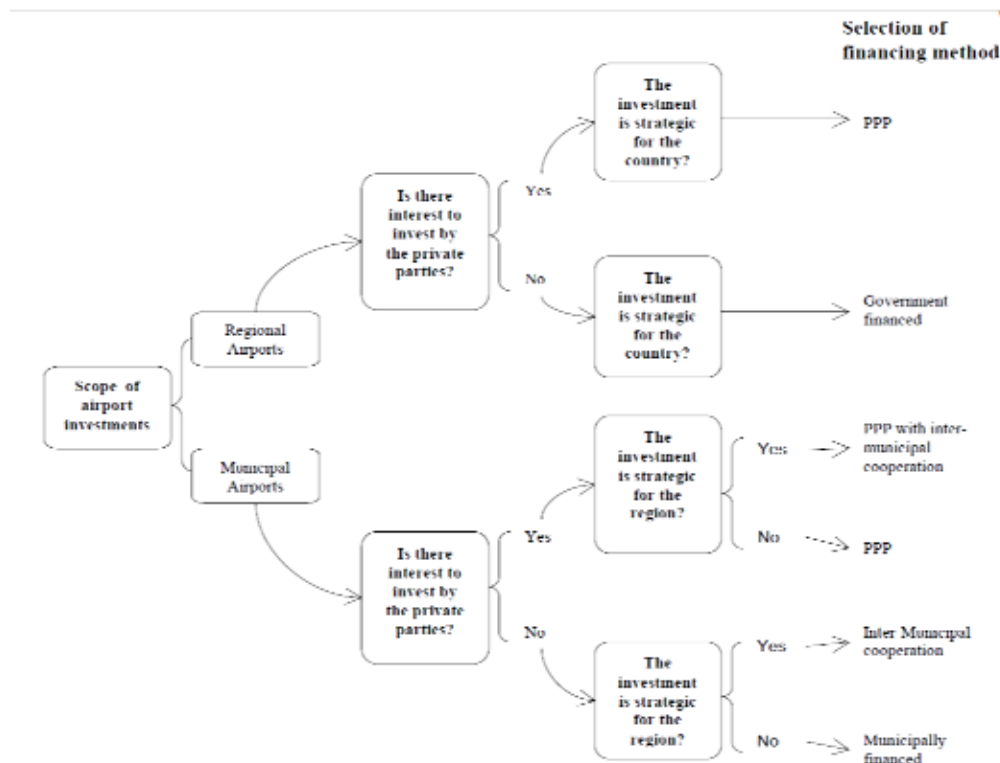 Selection of
financing method
The
investment
is strategic
for the
country?
PPP
Yes
Is there
interest to
invest by
the private
parties?
No
The
investment
is strategic
for the
country?
Government
financed
Regional
Airports
Scope of
airport
investments
Municipal
Airports
The
investment
is strategic
for the
region?
Yes
PPP with inter-
municipal
cooperation
No
PPP
Yes
Is there
interest to
invest by
the private
parties?
No
The
investment
is strategic
for the
region?
Yes
Inter Municipal
cooperation
No
Municipally
financed